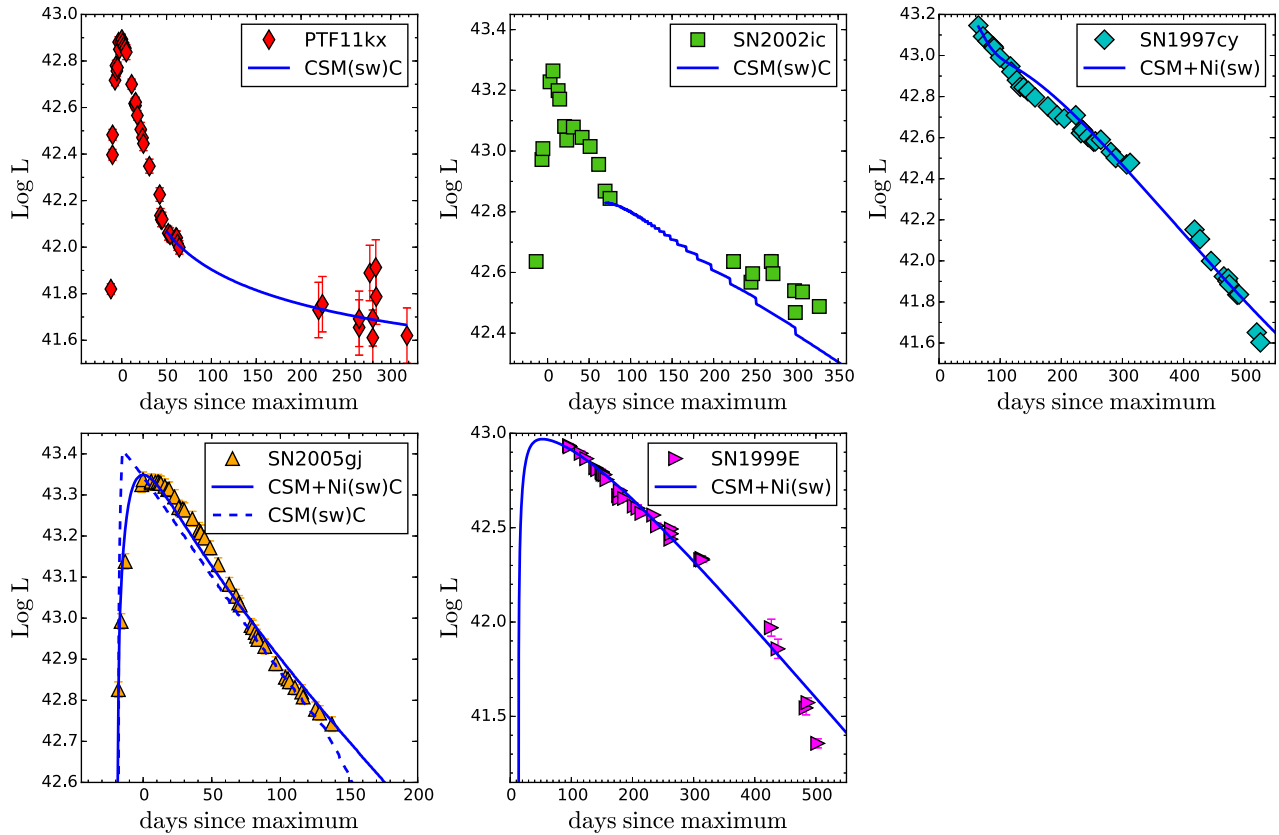 PTF11kx
CSM(sw)C
Log L
43.0
42.8
42.6
42.4
42.2
42.0
41.8
41.6
0 50 100 150 200 250 300
days since maximum
SN2002ic
CSM(sw)C
Log L
43.4
43.2
43.0
42.8
42.6
42.4
0 50 100 150 200 250 300 350
days since maximum
SN1997cy
CSM+Ni(sw)
Log L
43.2
43.0
42.8
42.6
42.4
42.2
42.0
41.8
41.6
0 100 200 300 400 500
days since maximum
SN2005gj
CSM+Ni(sw)C
CSM(sw)C
Log L
43.5
43.4
43.3
43.2
43.1
43.0
42.9
42.8
42.7
42.6
0 50 100 150 200
days since maximum
SN1999E
CSM+Ni(sw)
Log L
43.0
42.5
42.0
41.5
0 100 200 300 400 500
days since maximum